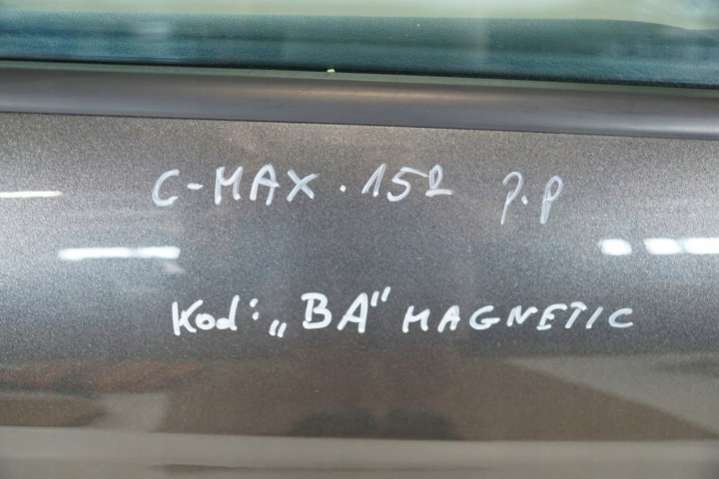 C-MAX . 15r P.P
Kod: „BA" MAGNETIC